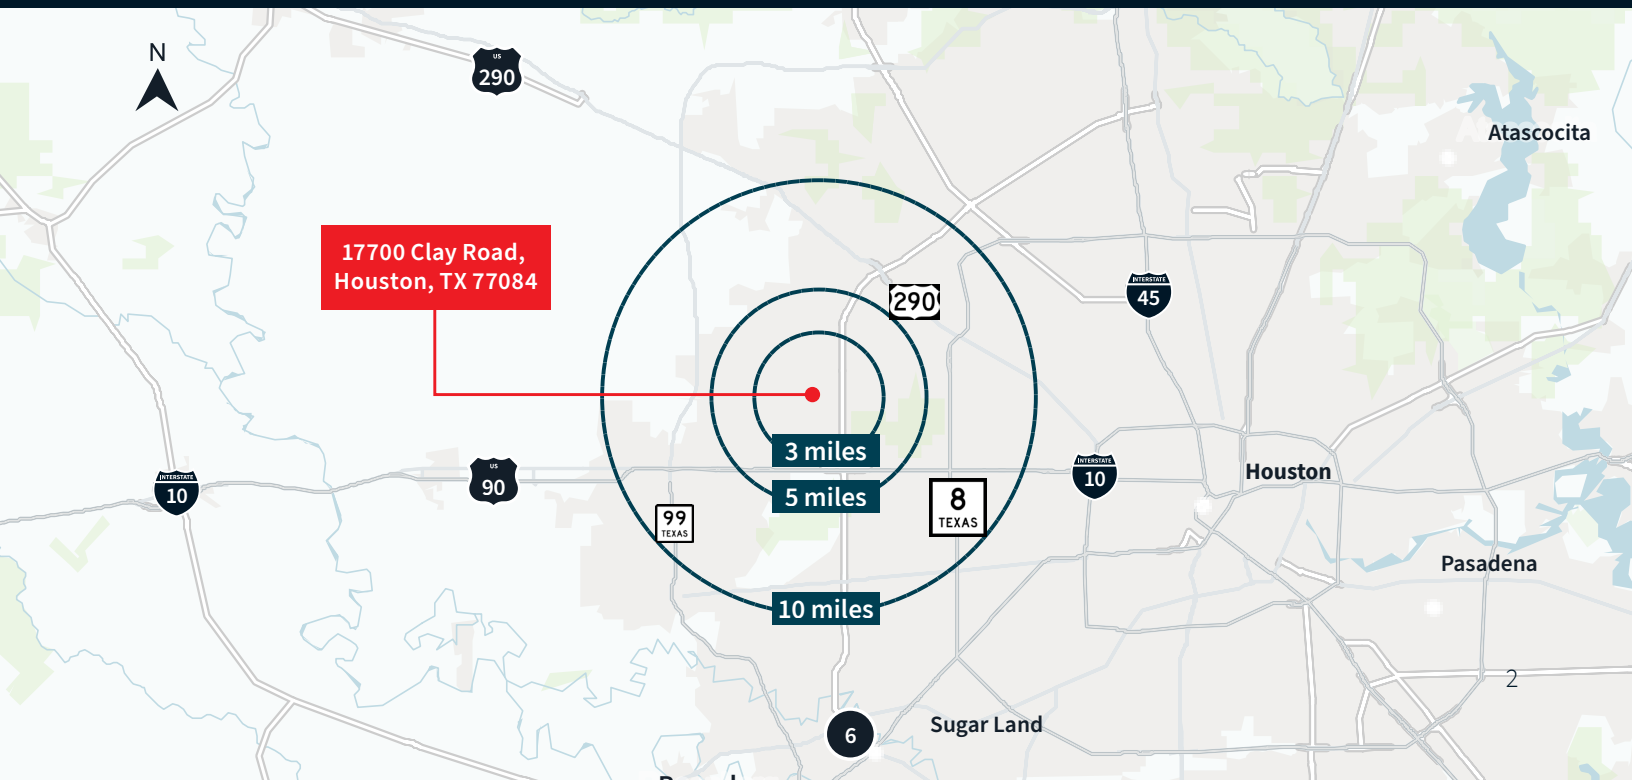 N
US
290
Atascocita
17700 Clay Road,
Houston, TX 77084
INTERSTATE
45
290
3 miles
Houston
INTERSTATE
10
US
90
INTERSTATE
10
5 miles
8
TEXAS
99
TEXAS
Pasadena
10 miles
2
Sugar Land
6